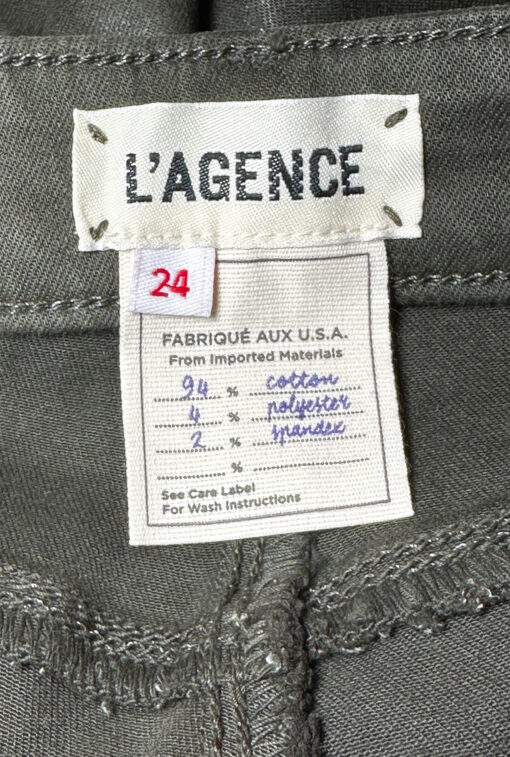 L'AGENCE
24
FABRIQUÉ AUX U.S.A.
From Imported Materials
94 % cotton
4 % polyester
2 % spandex
%
See Care Label
For Wash Instructions